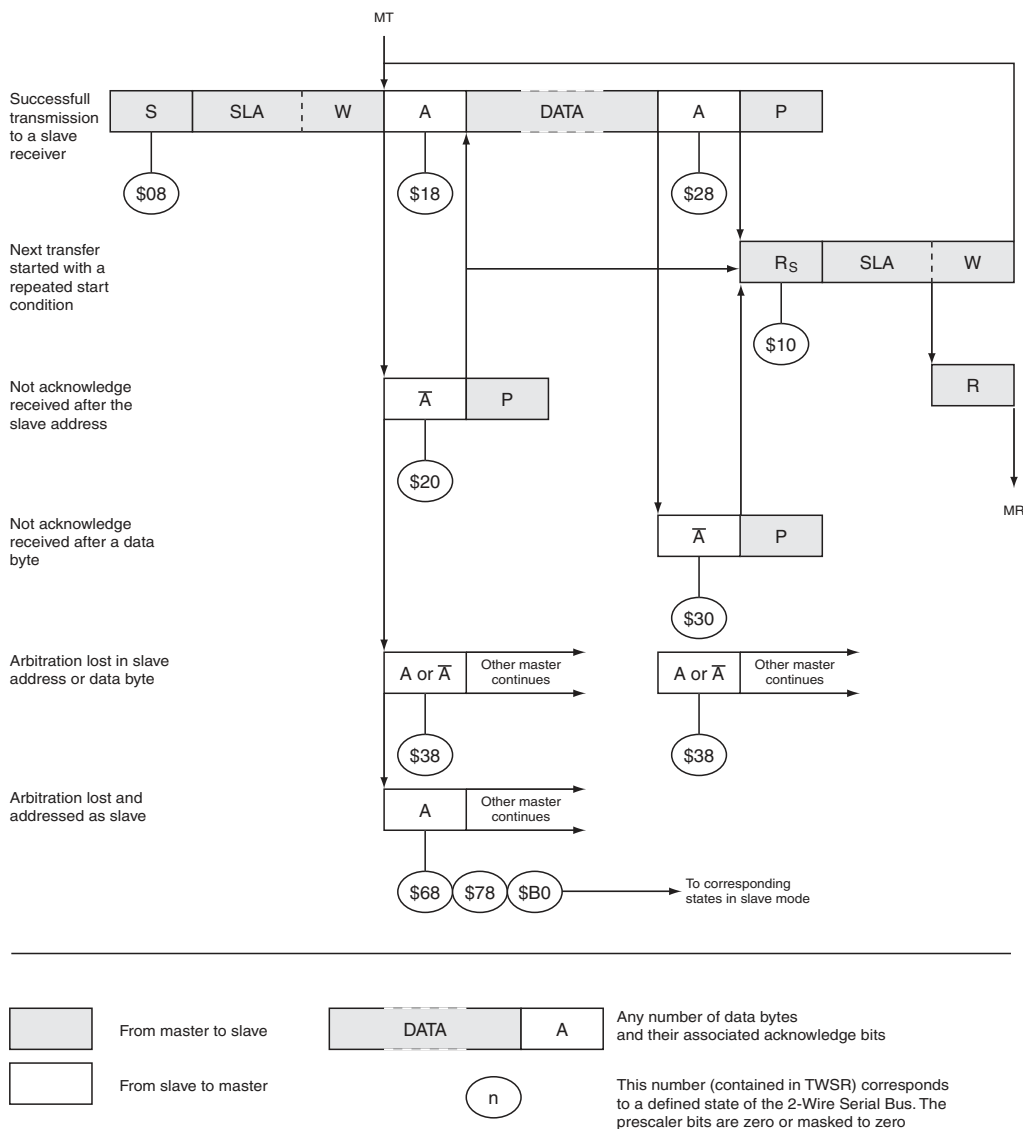 MT
Successfull
transmission
to a slave
receiver
S SLA W A DATA A P
$08 $18 $28
Next transfer
started with a
repeated start
condition
RS SLA W
$10
Not acknowledge
received after the
slave address
A̅ P
R
$20
MR
Not acknowledge
received after a data
byte
A̅ P
$30
Arbitration lost in slave
address or data byte
A or A̅ Other master
continues
A or A̅ Other master
continues
$38 $38
Arbitration lost and
addressed as slave
A Other master
continues
$68 $78 $B0
To corresponding
states in slave mode
From master to slave
DATA A
Any number of data bytes
and their associated acknowledge bits
From slave to master
n
This number (contained in TWSR) corresponds
to a defined state of the 2-Wire Serial Bus. The
prescaler bits are zero or masked to zero